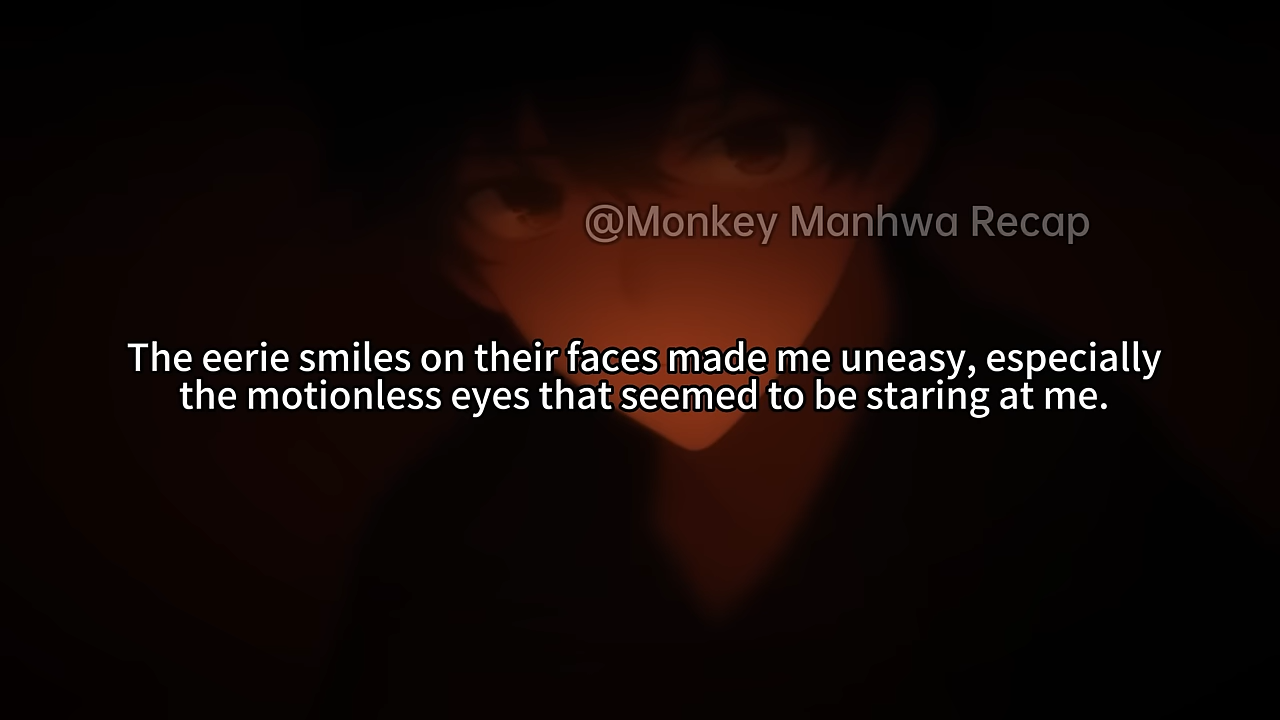 @Monkey Manhwa Recap
The eerie smiles on their faces made me uneasy, especially
the motionless eyes that seemed to be staring at me.